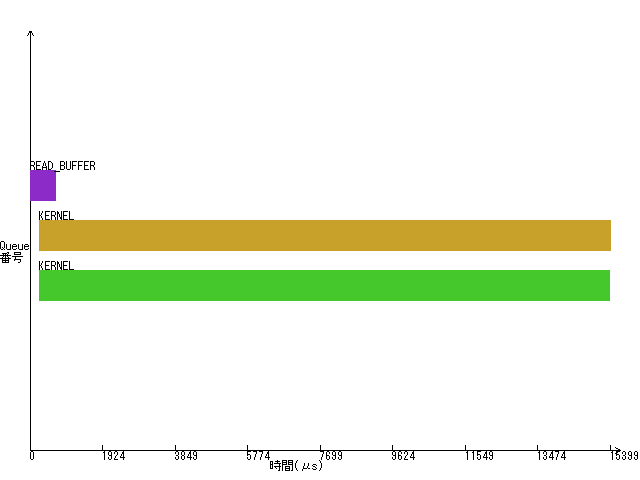 READ_BUFFER
KERNEL
Queue
番号
KERNEL
0 1924 3849 5774 7699 9624 11549 13474 15399
時間(μs)